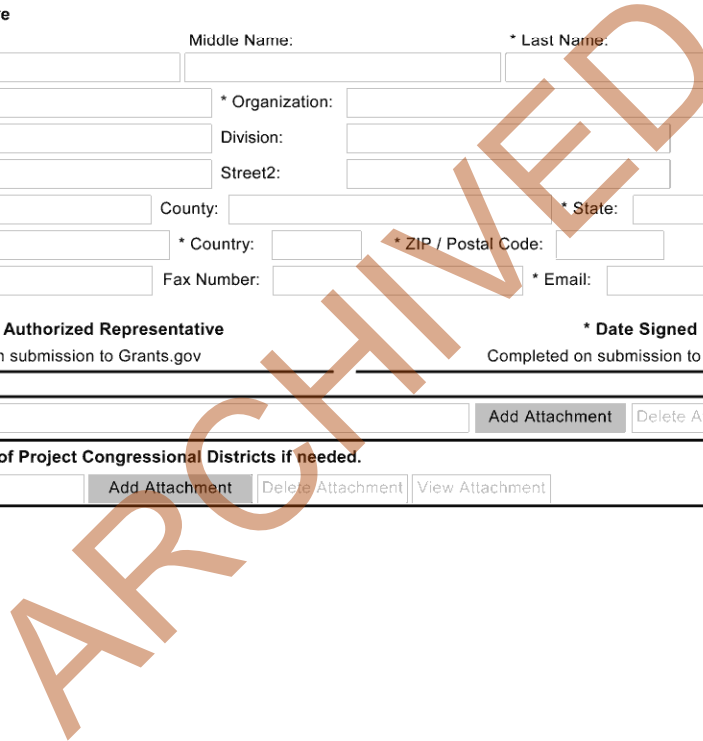 ve
Middle Name: * Last Name:
* Organization:
Division:
Street2:
County: * State:
* Country: * ZIP / Postal Code:
Fax Number: * Email:
Authorized Representative * Date Signed
submission to Grants.gov Completed on submission to
Add Attachment Delete
of Project Congressional Districts if needed.
Add Attachment Delete Attachment View Attachment
ARCHIVED